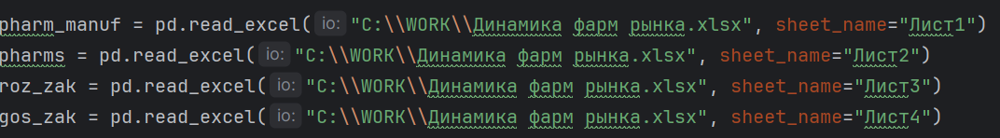 pharm_manuf = pd.read_excel( io: "C:\\WORK\\Динамика фарм рынка.xlsx", sheet_name="Лист1")
pharms = pd.read_excel( io: "C:\\WORK\\Динамика фарм рынка.xlsx", sheet_name="Лист2")
roz_zak = pd.read_excel( io: "C:\\WORK\\Динамика фарм рынка.xlsx", sheet_name="Лист3")
gos_zak = pd.read_excel( io: "C:\\WORK\\Динамика фарм рынка.xlsx", sheet_name="Лист4")